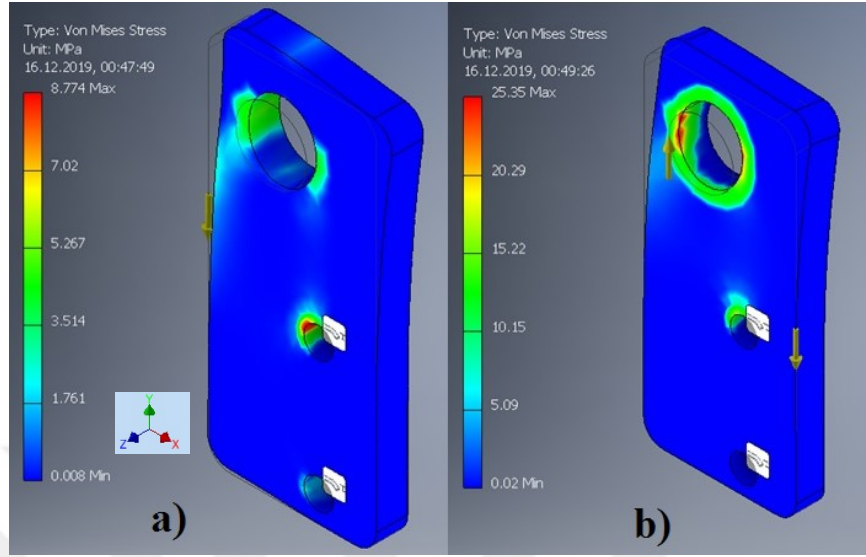 Type: Von Mises Stress
Unit: MPa
16.12.2019, 00:47:49
8.774 Max
7.02
5.267
3.514
1.761
0.008 Min
Y
Z
X
a)
Type: Von Mises Stress
Unit: MPa
16.12.2019, 00:49:26
25.35 Max
20.29
15.22
10.15
5.09
0.02 Min
b)